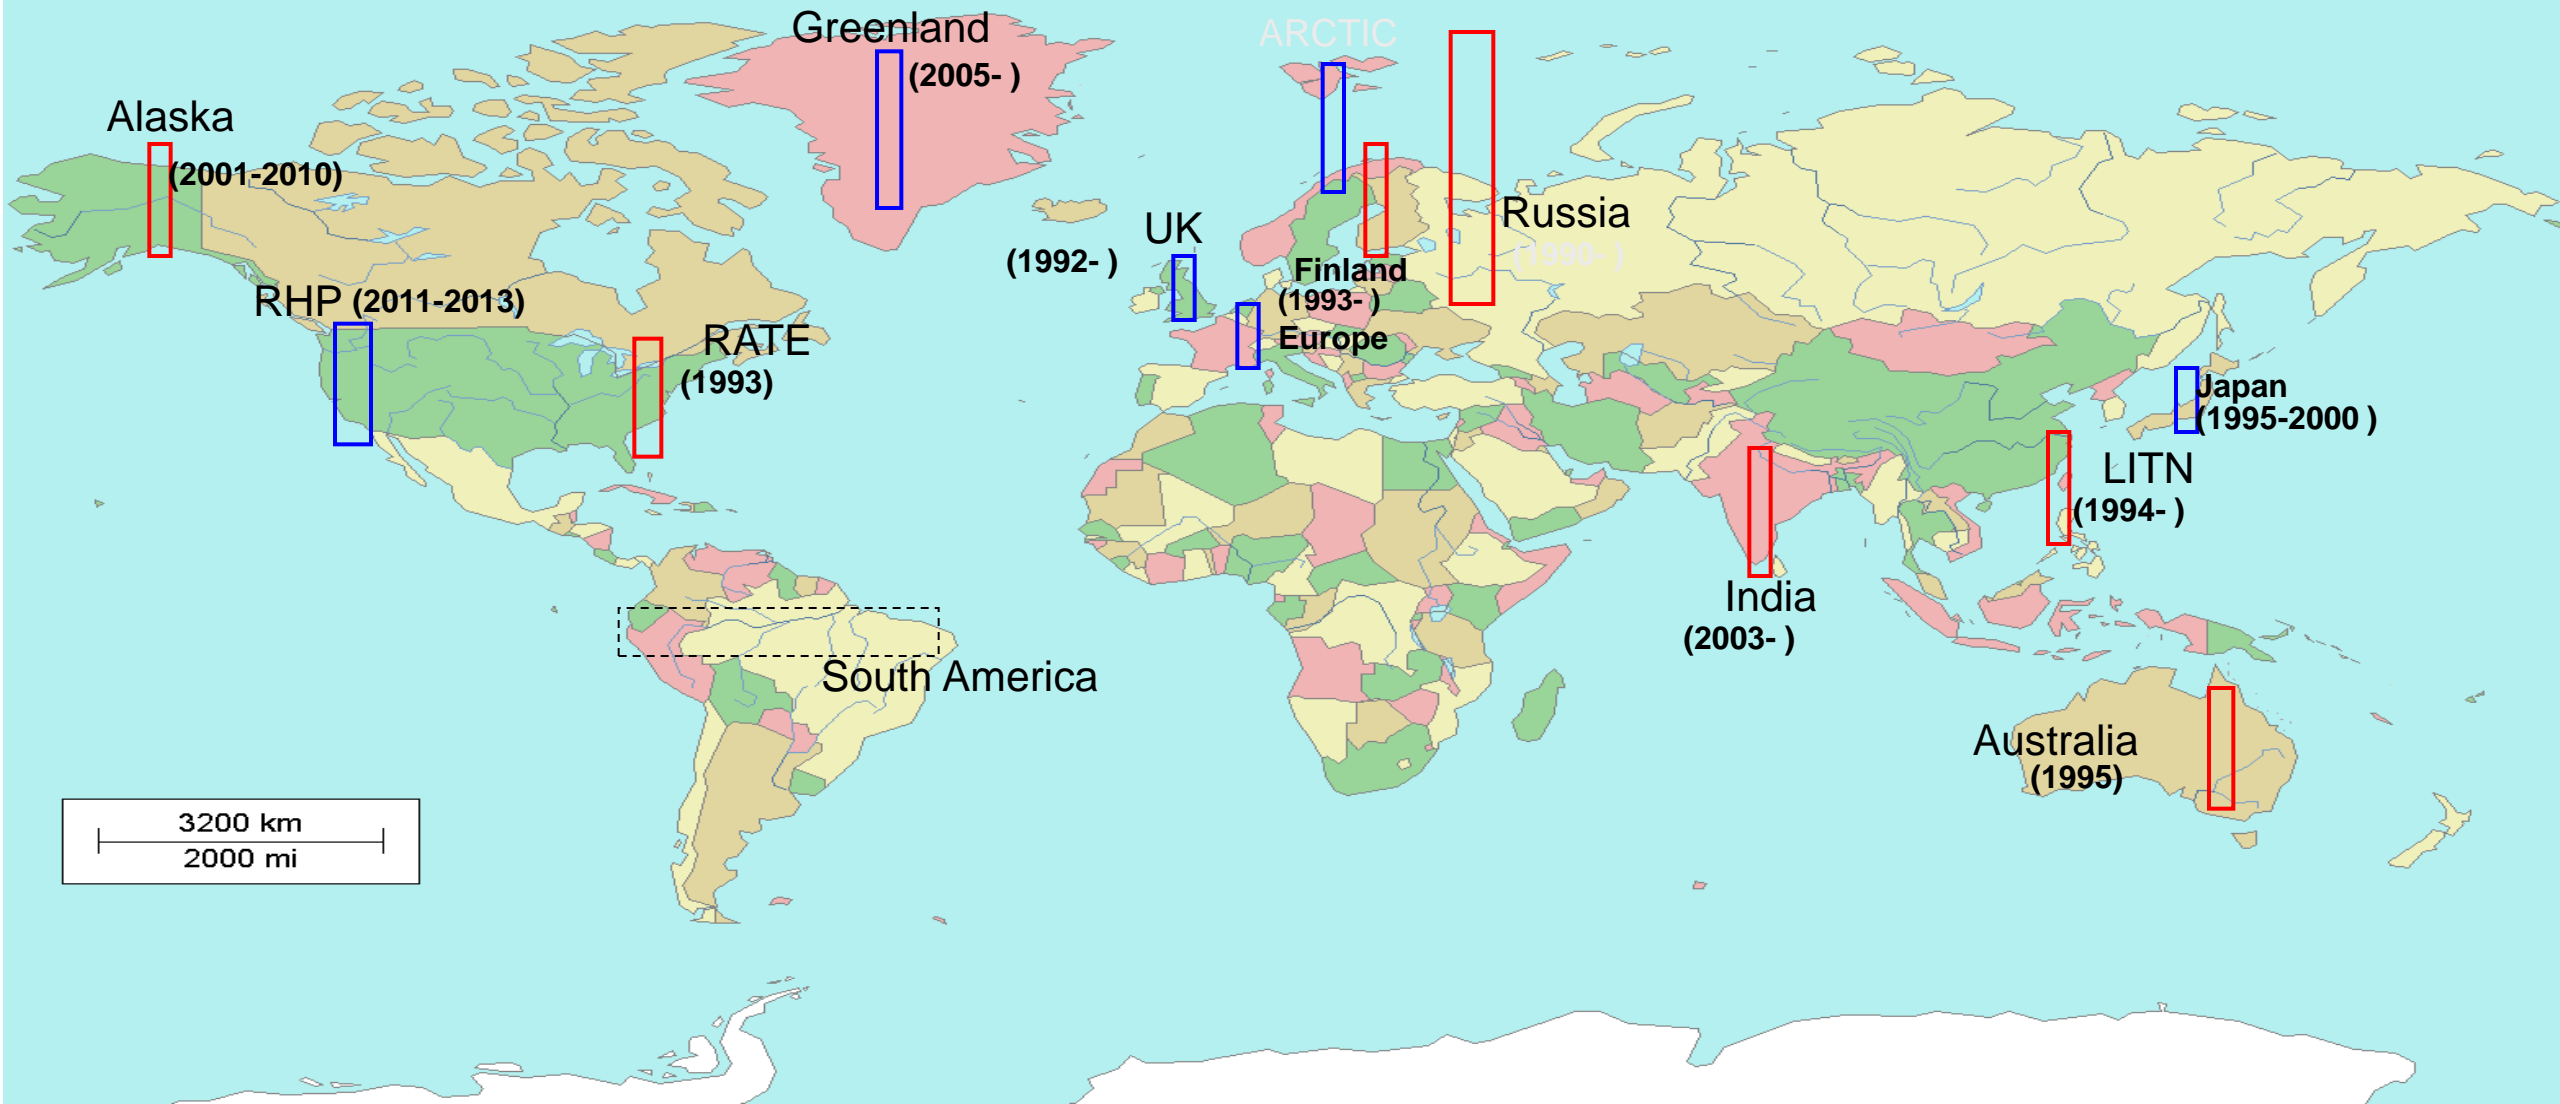 Greenland
(2005- )
ARCTIC
Alaska
(2001-2010)
UK
(1992- )
Russia
(1990- )
Finland
(1993- )
Europe
RHP (2011-2013)
RATE
(1993)
Japan
(1995-2000 )
LITN
(1994- )
India
(2003- )
South America
Australia
(1995)
3200 km
2000 mi